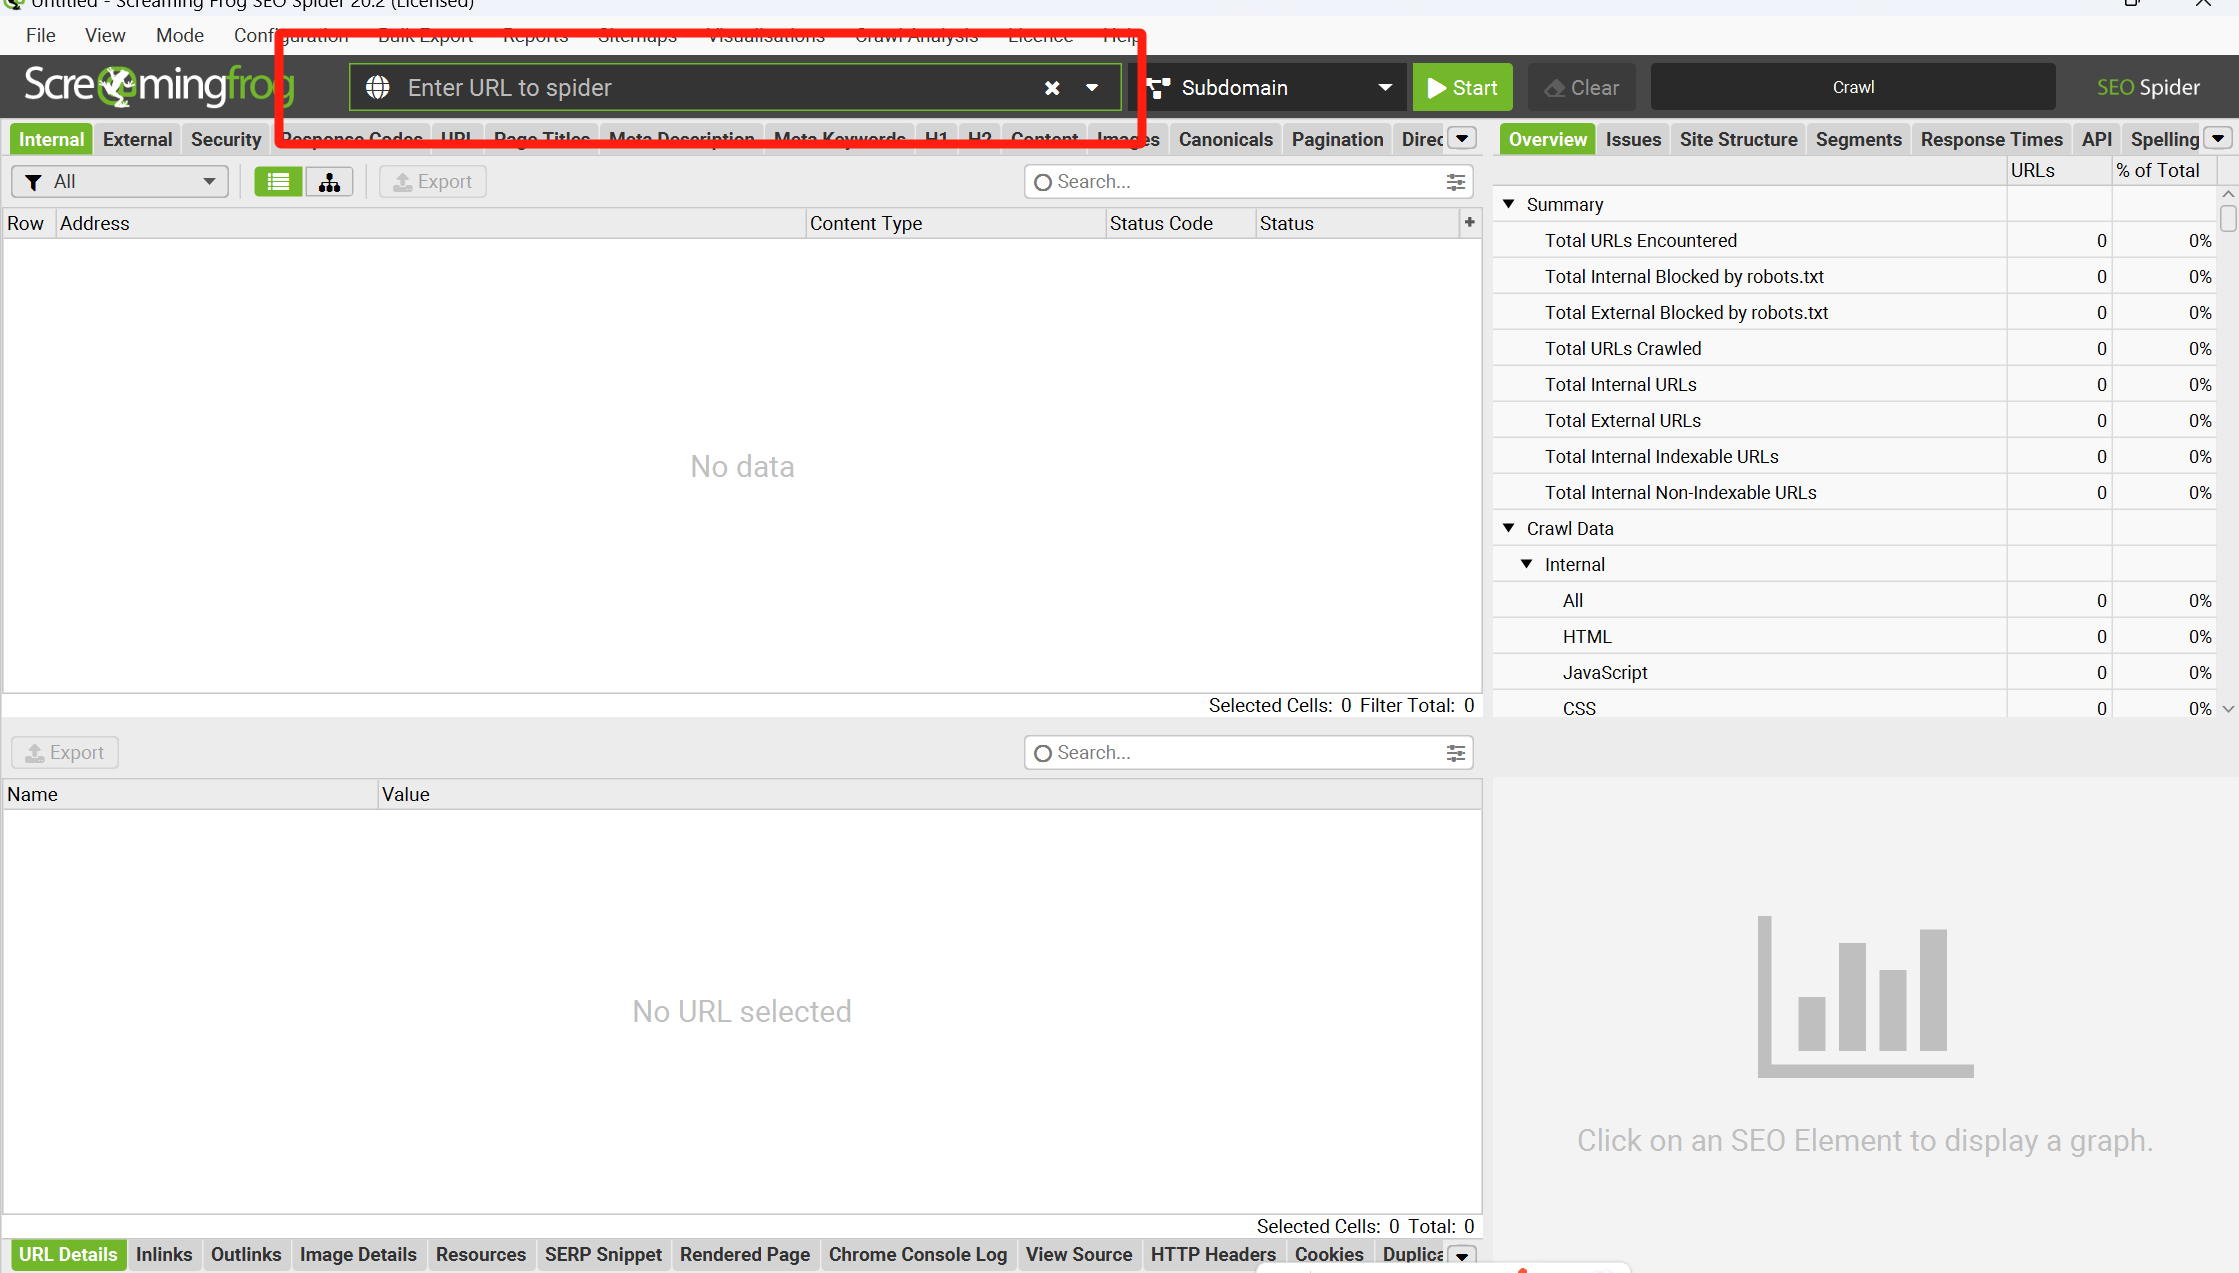 Untitled - Screaming Frog SEO Spider 20.2 (Licensed)
File View Mode Configuration Bulk Export Reports Sitemaps Visualisations Crawl Analysis Licence Help
Screamingfrog Enter URL to spider Subdomain Start Clear Crawl SEO Spider
Internal External Security Response Codes URL Page Titles Meta Description Meta Keywords H1 H2 Content Images Canonicals Pagination Direc
All Export Search...
Row Address Content Type Status Code Status +
No data
Selected Cells: 0 Filter Total: 0
Export Search...
Name Value
No URL selected
Selected Cells: 0 Total: 0
URL Details Inlinks Outlinks Image Details Resources SERP Snippet Rendered Page Chrome Console Log View Source HTTP Headers Cookies Duplica
Overview Issues Site Structure Segments Response Times API Spelling
URLs % of Total
Summary
Total URLs Encountered 0 0%
Total Internal Blocked by robots.txt 0 0%
Total External Blocked by robots.txt 0 0%
Total URLs Crawled 0 0%
Total Internal URLs 0 0%
Total External URLs 0 0%
Total Internal Indexable URLs 0 0%
Total Internal Non-Indexable URLs 0 0%
Crawl Data
Internal
All 0 0%
HTML 0 0%
JavaScript 0 0%
CSS 0 0%
Click on an SEO Element to display a graph.